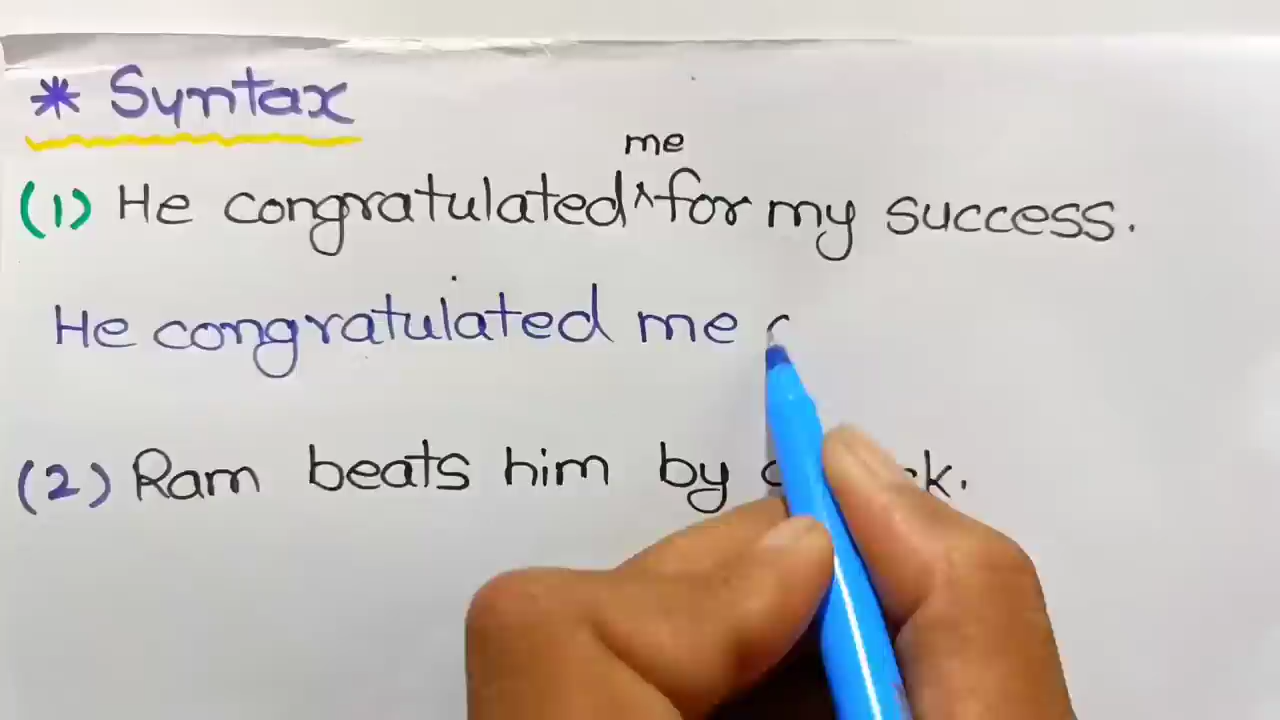 * Syntax
me
(1) He congratulated ^ for my success.
He congratulated me
(2) Ram beats him by